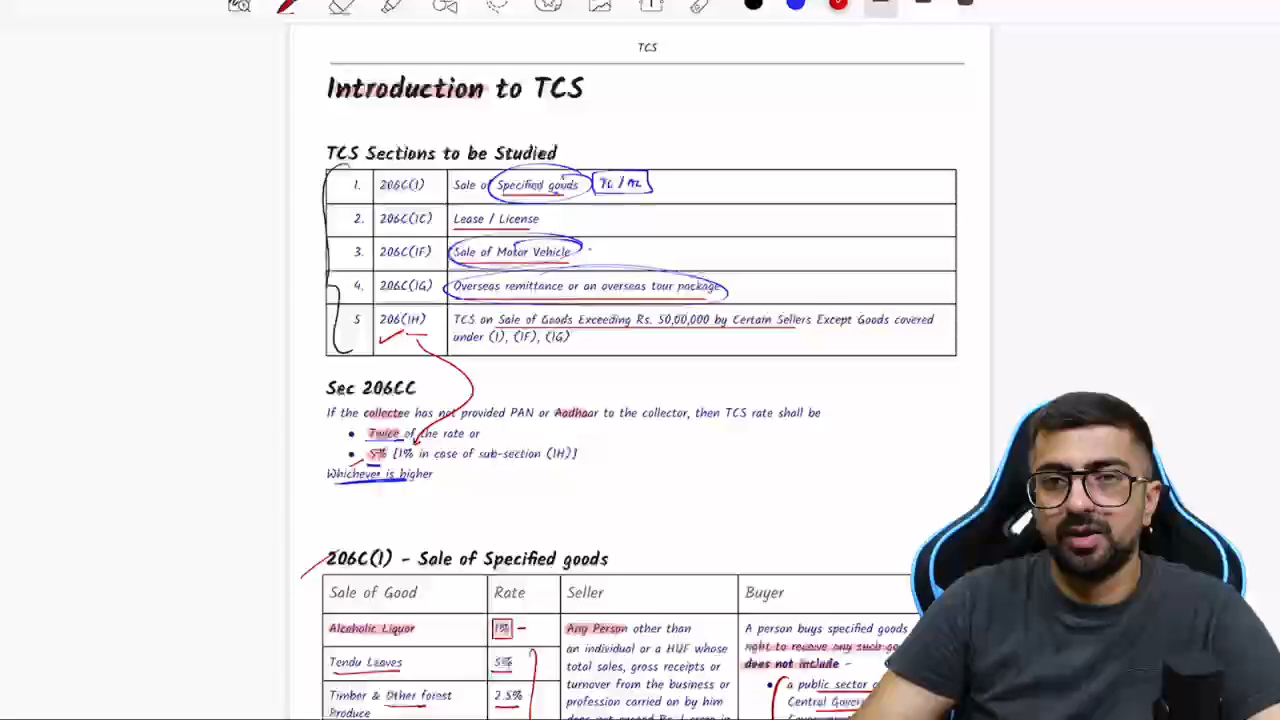 TCS
Introduction to TCS
TCS Sections to be Studied
1. 206C(1) Sale of Specified goods
2. 206C(1C) Lease / License
3. 206C(1F) Sale of Motor Vehicle
4. 206C(1G) Overseas remittance or an overseas tour package
5 206(1H) TCS on Sale of Goods Exceeding Rs. 50,00,000 by Certain Sellers Except Goods covered
under (1), (1F), (1G)
Sec 206CC
If the collectee has not provided PAN or Aadhaar to the collector, then TCS rate shall be
• Twice of the rate or
• 5% [1% in case of sub-section (1H)]
Whichever is higher
206C(1) - Sale of Specified goods
Sale of Good Rate Seller Buyer
Alcoholic Liquor 1% Any Person other than A person buys specified goods
an individual or a HUF whose right to receive any such
Tendu Leaves 5% total sales, gross receipts or does not include -
turnover from the business or • a public sector
Timber & Other forest 2.5% profession carried on by him Central
Produce